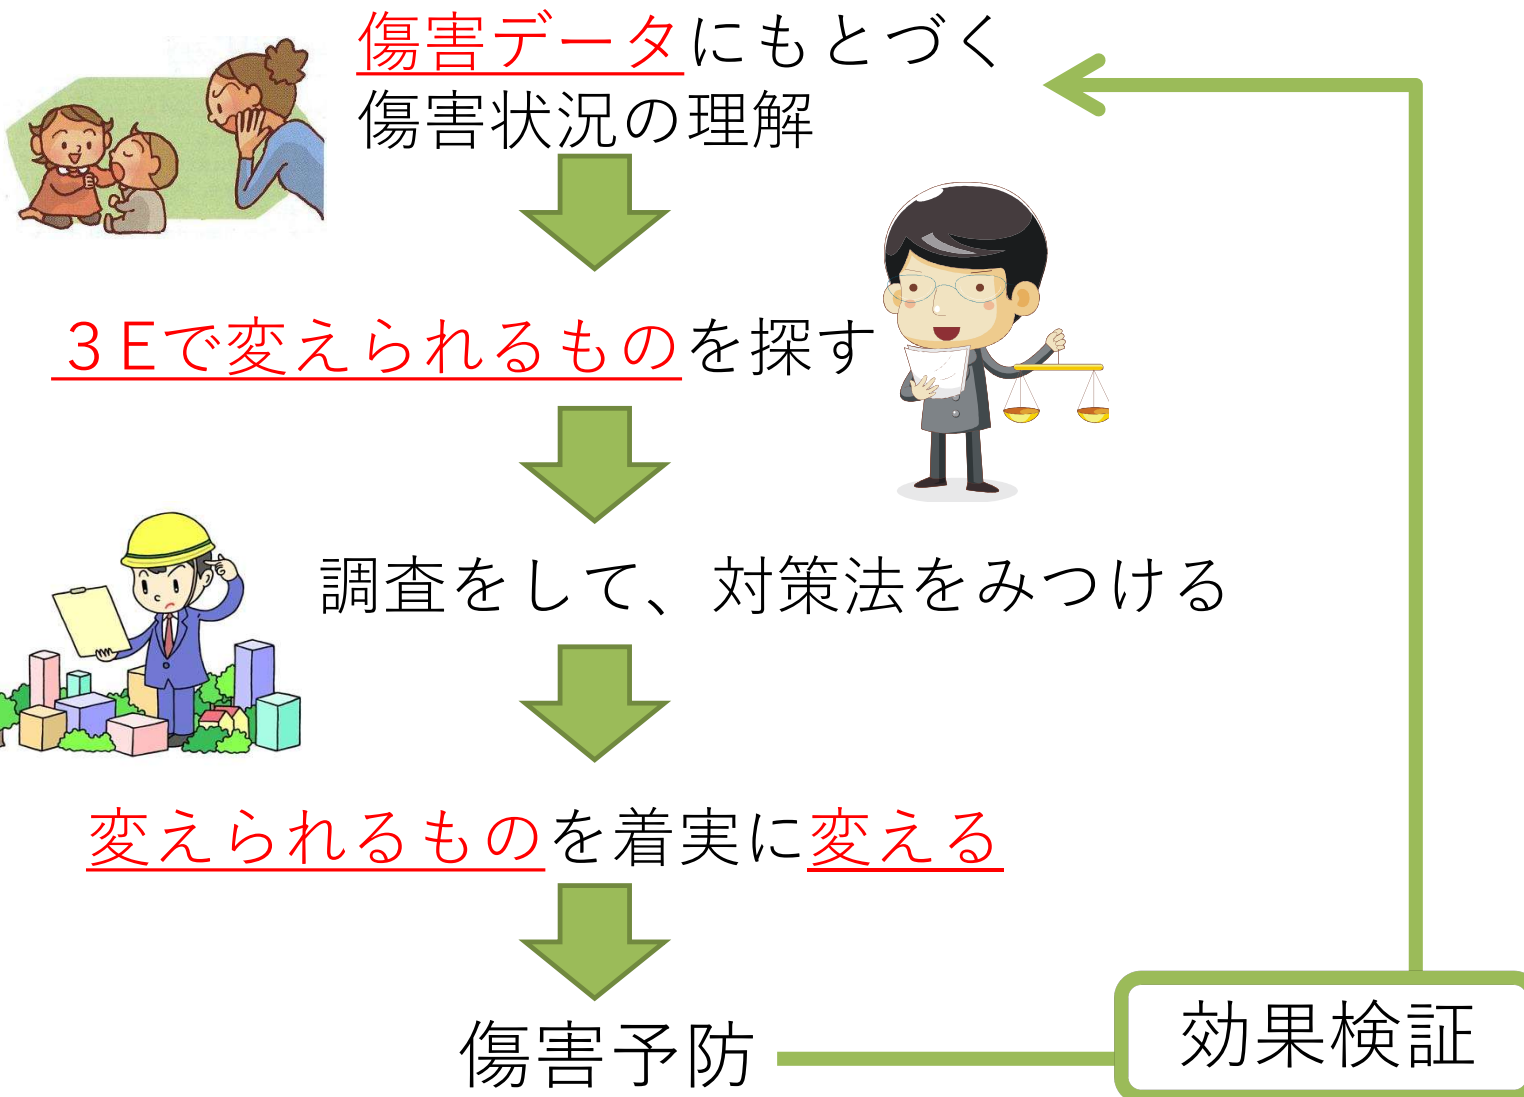 傷害データにもとづく
傷害状況の理解
３Eで変えられるものを探す
調査をして、対策法をみつける
変えられるものを着実に変える
傷害予防
効果検証